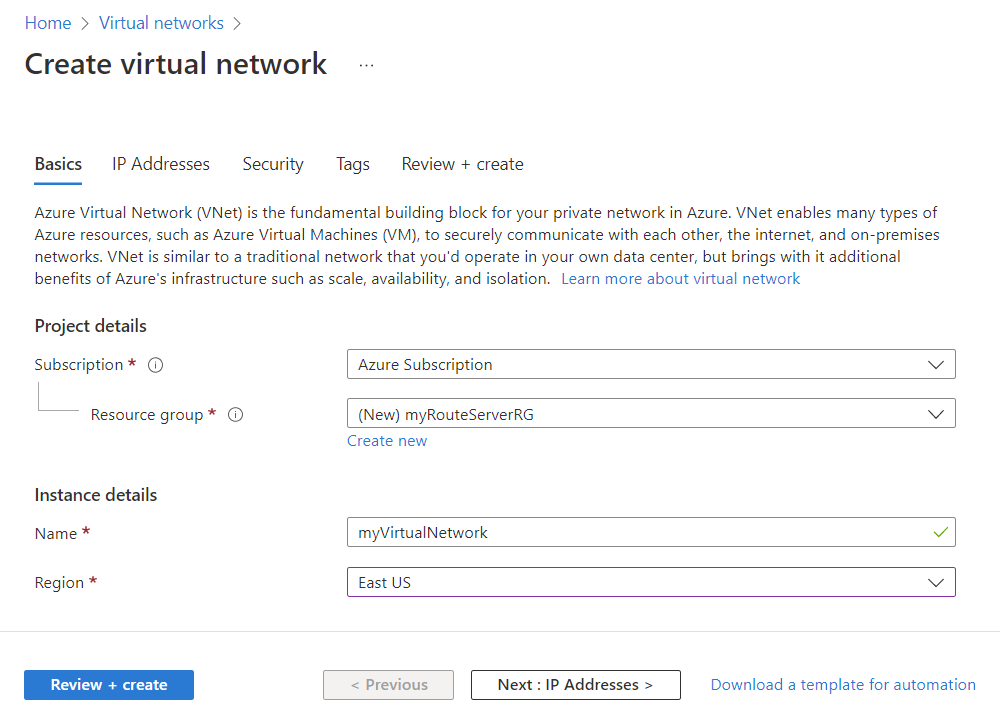 Home > Virtual networks >
Create virtual network ...
Basics IP Addresses Security Tags Review + create
Azure Virtual Network (VNet) is the fundamental building block for your private network in Azure. VNet enables many types of
Azure resources, such as Azure Virtual Machines (VM), to securely communicate with each other, the internet, and on-premises
networks. VNet is similar to a traditional network that you'd operate in your own data center, but brings with it additional
benefits of Azure's infrastructure such as scale, availability, and isolation. Learn more about virtual network
Project details
Subscription * Azure Subscription
Resource group * (New) myRouteServerRG
Create new
Instance details
Name * myVirtualNetwork
Region * East US
Review + create < Previous Next : IP Addresses > Download a template for automation